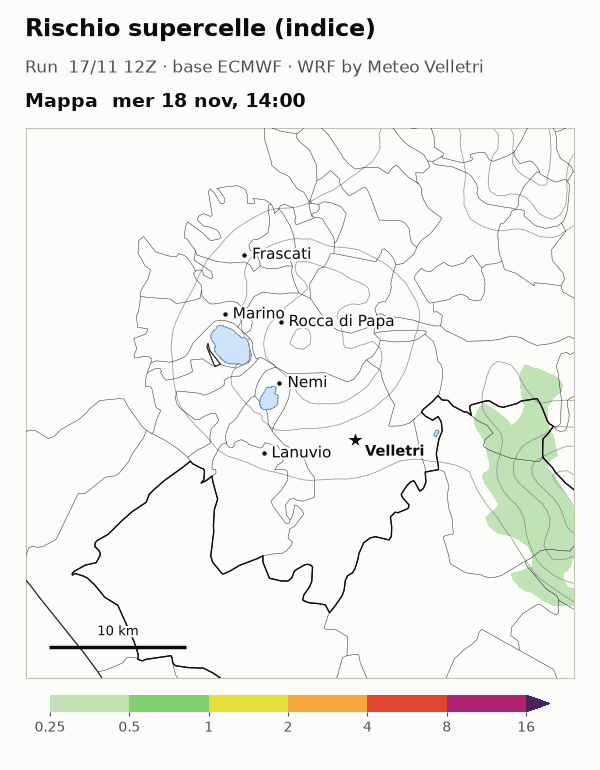 Rischio supercelle (indice)
Run  17/11 12Z · base ECMWF · WRF by Meteo Velletri
Mappa  mer 18 nov, 14:00
Frascati
Marino
Rocca di Papa
Nemi
Velletri
Lanuvio
10 km
0.25 0.5 1 2 4 8 16